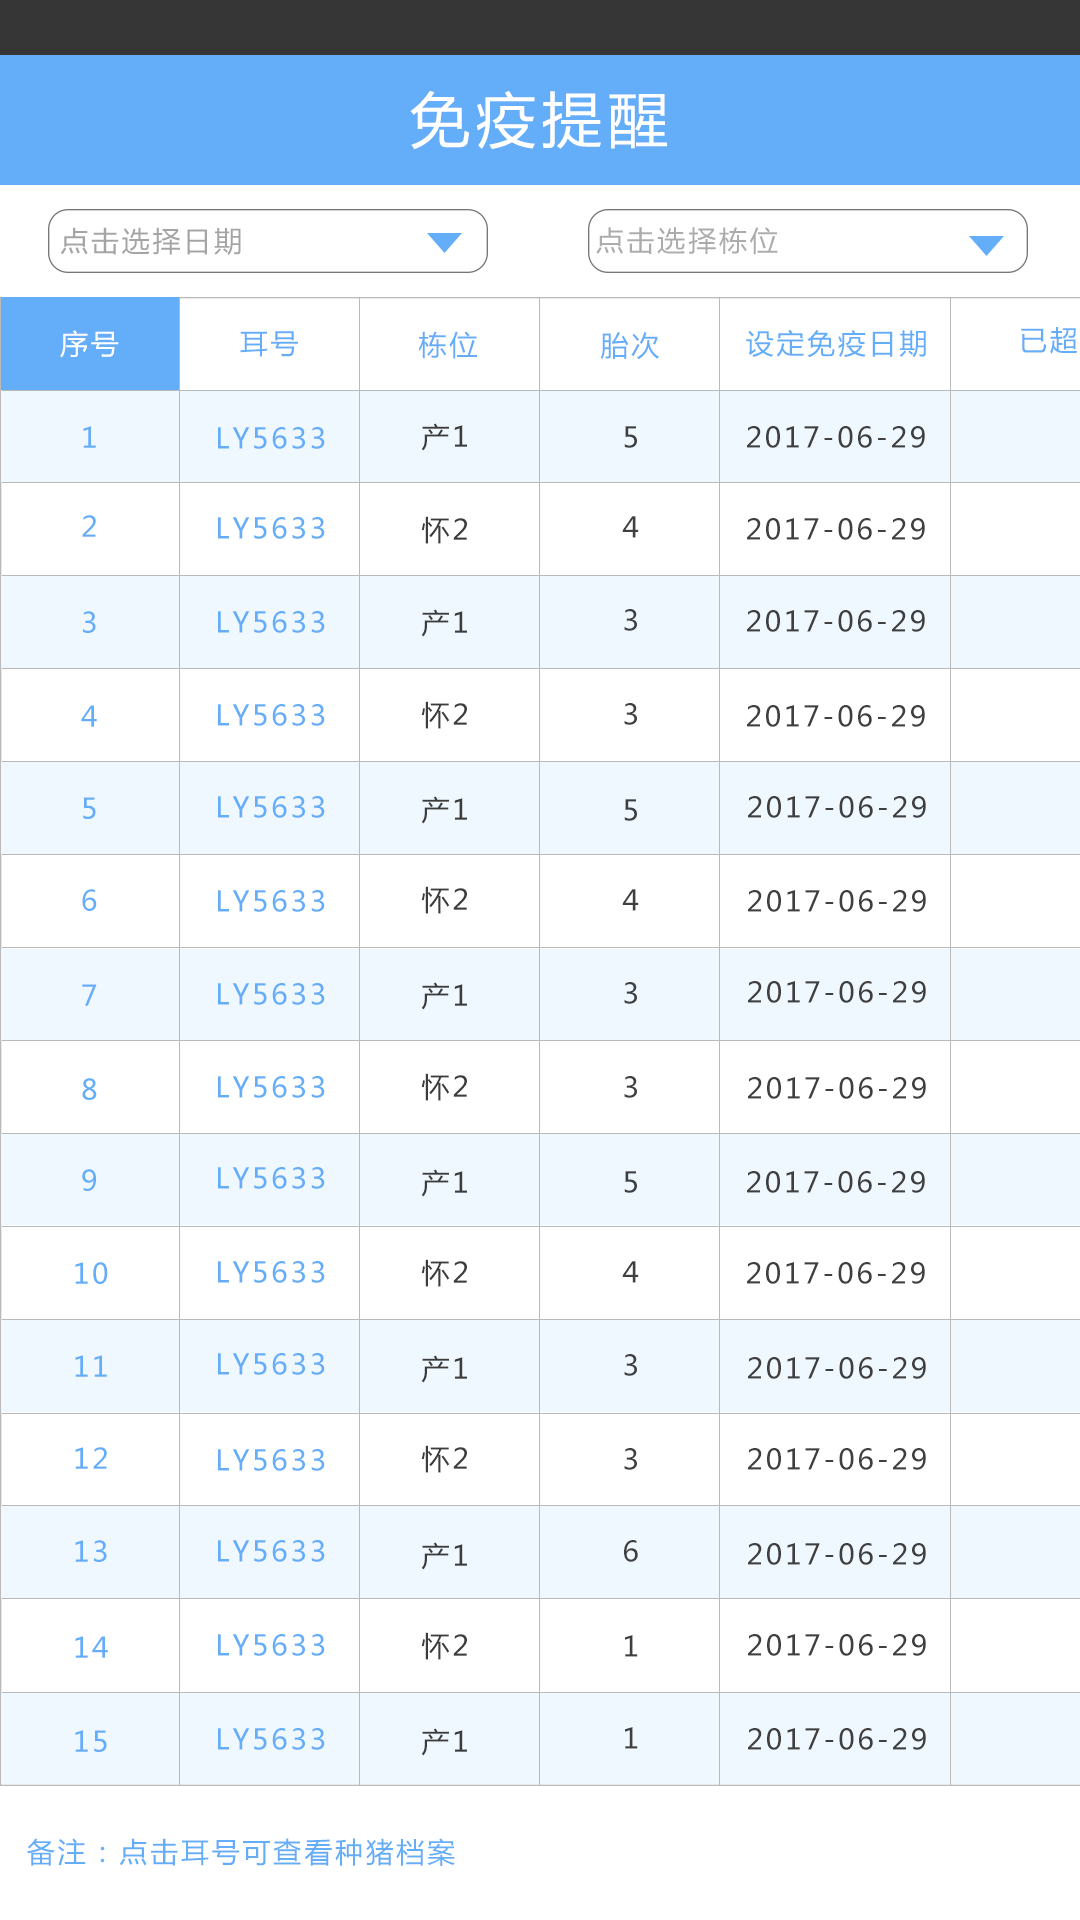 免疫提醒
点击选择日期 点击选择栋位
序号 耳号 栋位 胎次 设定免疫日期 已超
1 LY5633 产1 5 2017-06-29
2 LY5633 怀2 4 2017-06-29
3 LY5633 产1 3 2017-06-29
4 LY5633 怀2 3 2017-06-29
5 LY5633 产1 5 2017-06-29
6 LY5633 怀2 4 2017-06-29
7 LY5633 产1 3 2017-06-29
8 LY5633 怀2 3 2017-06-29
9 LY5633 产1 5 2017-06-29
10 LY5633 怀2 4 2017-06-29
11 LY5633 产1 3 2017-06-29
12 LY5633 怀2 3 2017-06-29
13 LY5633 产1 6 2017-06-29
14 LY5633 怀2 1 2017-06-29
15 LY5633 产1 1 2017-06-29
备注：点击耳号可查看种猪档案